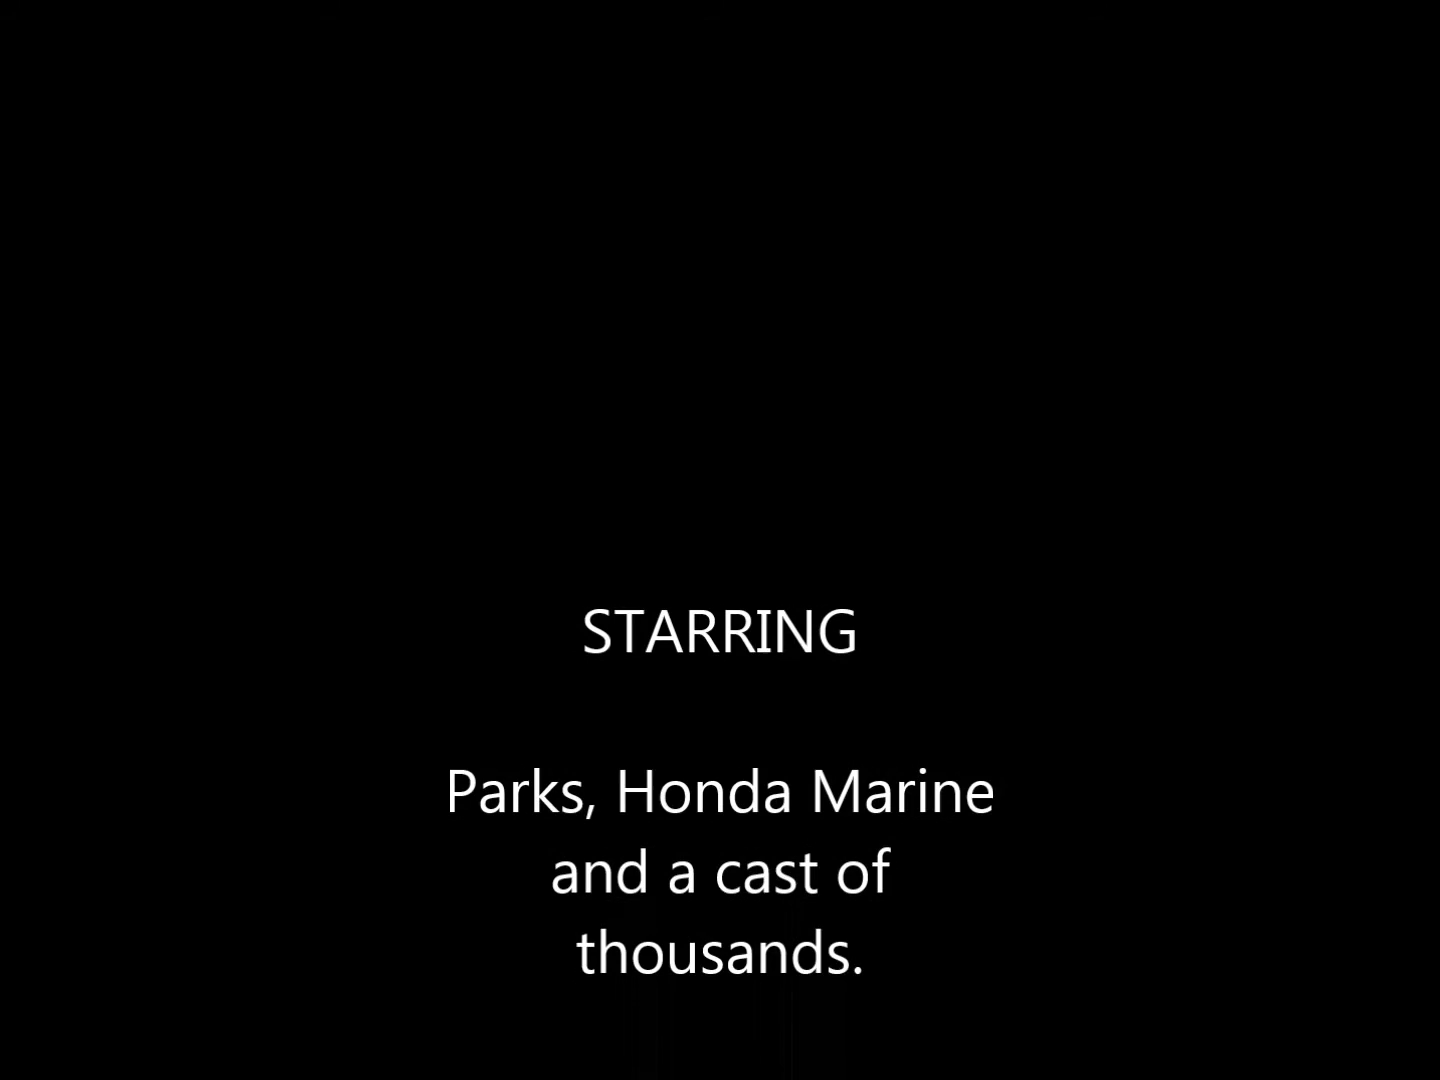 STARRING
Parks, Honda Marine
and a cast of
thousands.